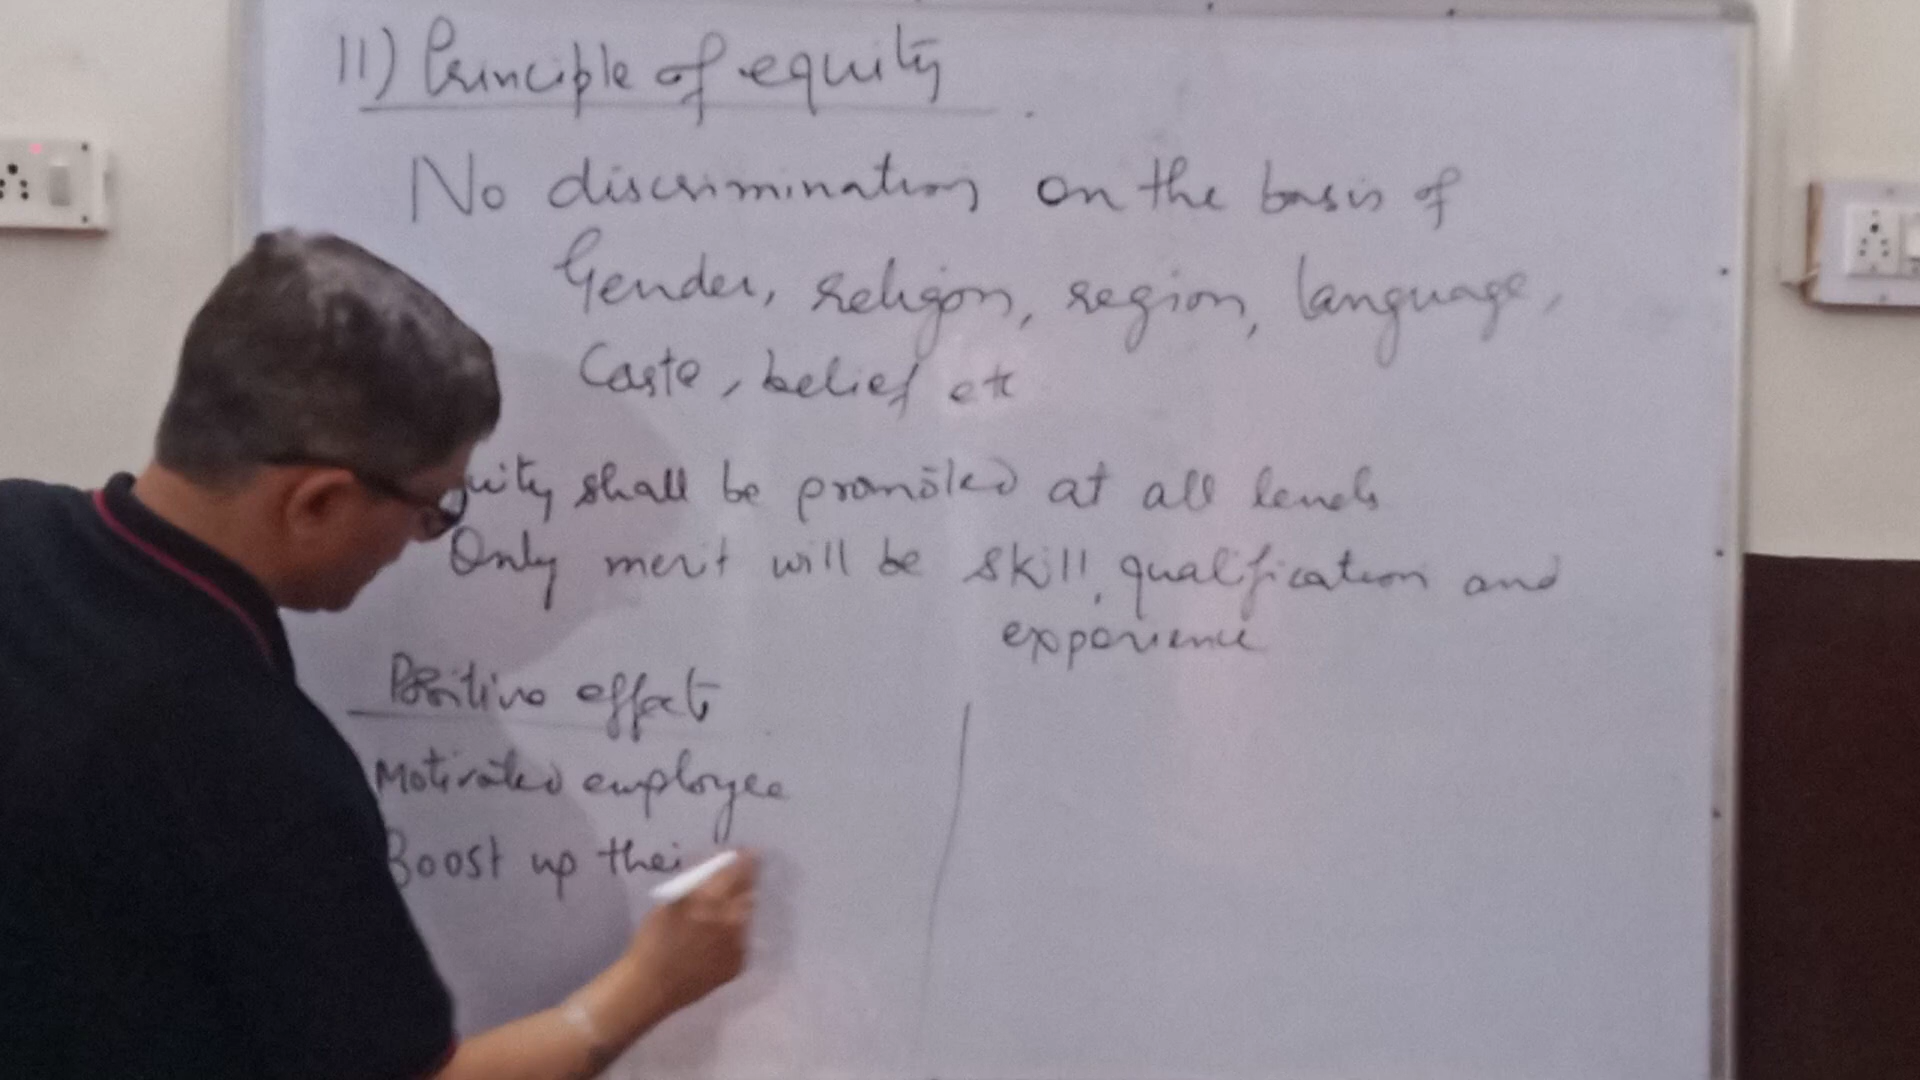 11) Principle of equity
No discrimination on the basis of
Gender, religion, region, language,
Caste, belief etc
quity shall be promoted at all levels
Only merit will be skill, qualification and
experience
Positive effect
Motivated employee
Boost up thei